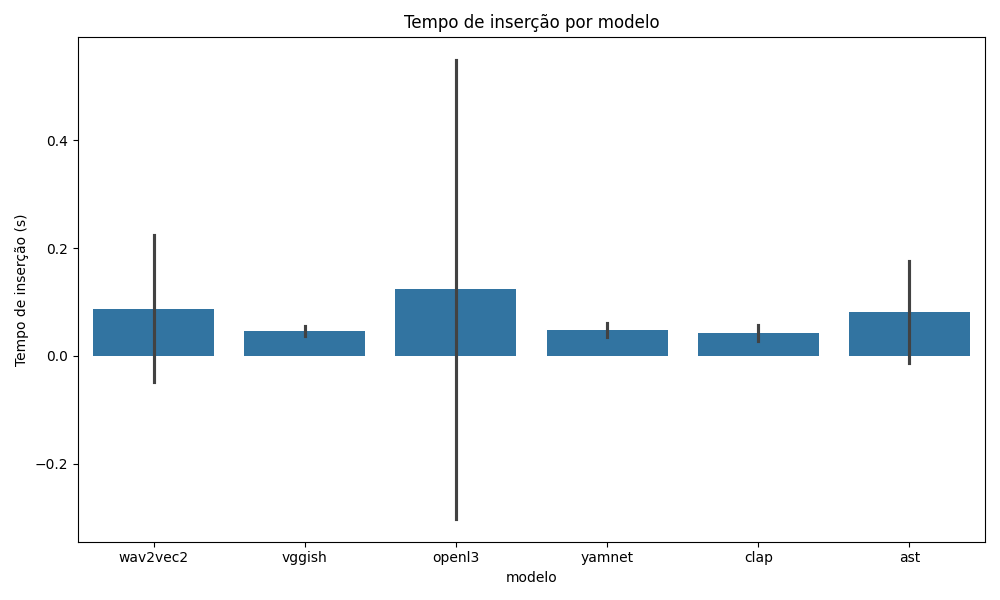 Tempo de inserção por modelo
Tempo de inserção (s)
0.4
0.2
0.0
−0.2
wav2vec2 vggish openl3 yamnet clap ast
modelo